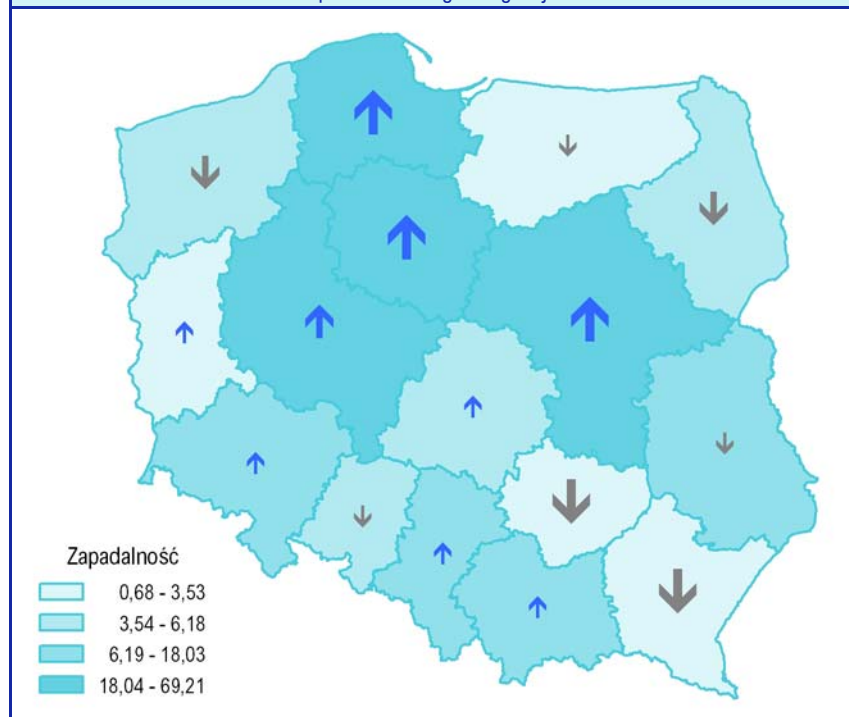 Zapadalność
0,68 - 3,53
3,54 - 6,18
6,19 - 18,03
18,04 - 69,21